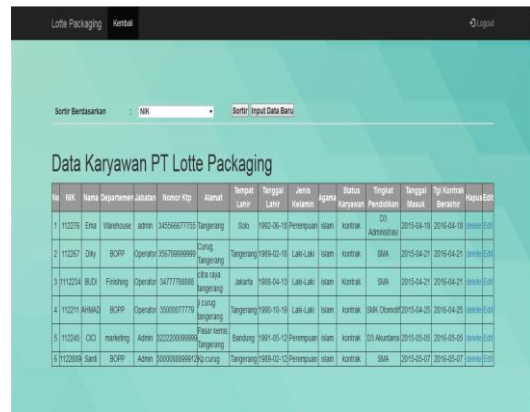 Lotte Packaging Kembali Logout
Sortir Berdasarkan : NIK Sortir Input Data Baru
Data Karyawan PT Lotte Packaging
No NIK Nama Departemen Jabatan Nomor Ktp Alamat Tempat Lahir Tanggal Lahir Jenis Kelamin Agama Status Karyawan Tingkat Pendidikan Tanggal Masuk Tgl Kontrak Berakhir Hapus Edit
1 112276 Ema Warehouse admin 345566677755 Tangerang Solo 1992-06-18 Perempuan islam kontrak D3 Administrasi 2015-04-18 2016-04-18 delete Edit
2 112267 Diky BOPP Operator 356789999999 Curug, Tangerang Tangerang 1989-02-18 Laki-Laki islam kontrak SMA 2015-04-21 2016-04-21 delete Edit
3 1112234 BUDI Finishing Operator 34777788888 citra raya tangerang Jakarta 1988-04-13 Laki-Laki islam Kontrak SMA 2015-04-21 2016-04-21 delete Edit
4 112211 AHMAD BOPP Operator 35000077779 jl curug tangerang Tangerang 1990-10-19 Laki-Laki islam kontrak SMK Otomotif 2015-04-25 2016-04-25 delete Edit
5 112245 CICI marketing Admin Pasar kemis, Tangerang Bandung 1991-05-12 Perempuan islam kontrak D3 Akuntansi 2015-05-05 2016-05-05 delete Edit
6 1122889 Santi BOPP Admin Kp curug Tangerang 1989-02-12 Perempuan islam kontrak SMA 2015-05-07 2016-05-07 delete Edit